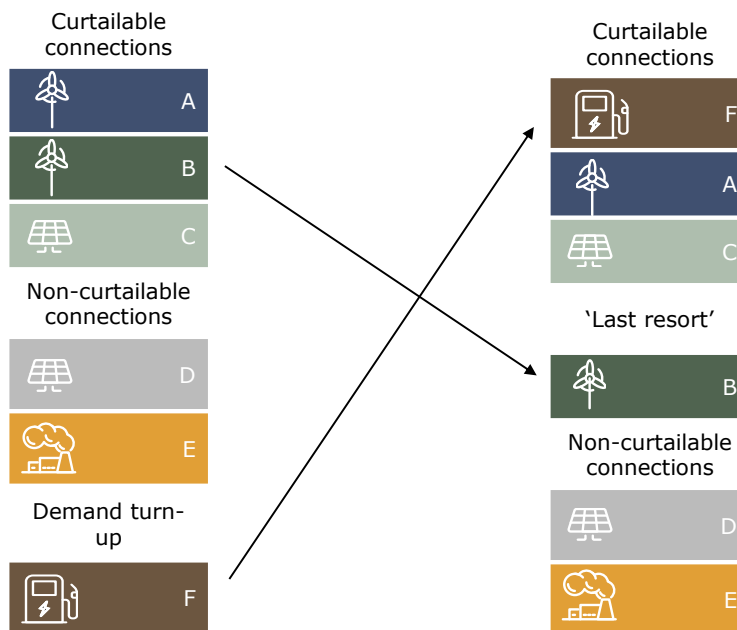 Curtailable
connections
A
B
C
Non-curtailable
connections
D
E
Demand turn-
up
F
Curtailable
connections
F
A
C
‘Last resort’
B
Non-curtailable
connections
D
E